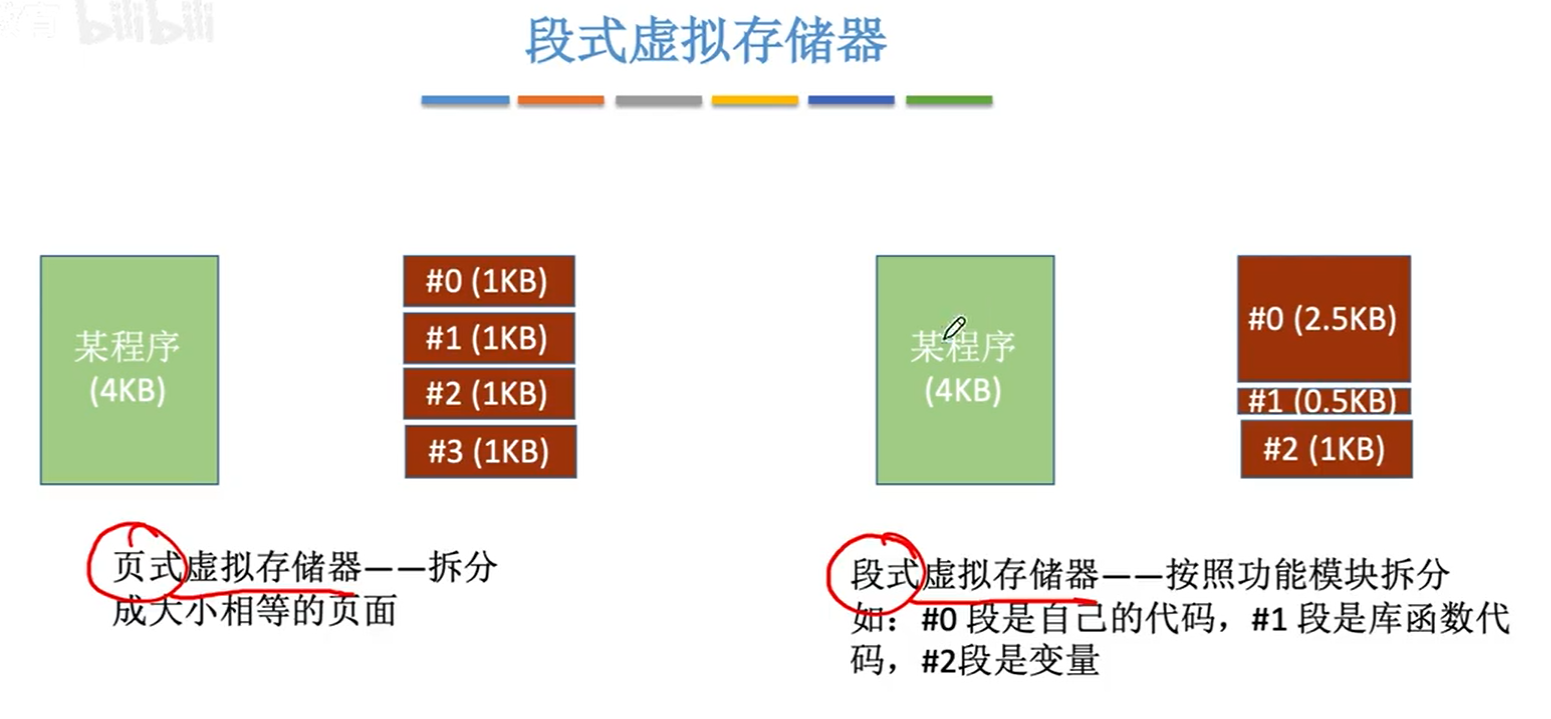 教育 bilibili
段式虚拟存储器
某程序
(4KB)
#0 (1KB)
#1 (1KB)
#2 (1KB)
#3 (1KB)
页式虚拟存储器——拆分
成大小相等的页面
某程序
(4KB)
#0 (2.5KB)
#1 (0.5KB)
#2 (1KB)
段式虚拟存储器——按照功能模块拆分
如：#0 段是自己的代码，#1 段是库函数代
码，#2段是变量